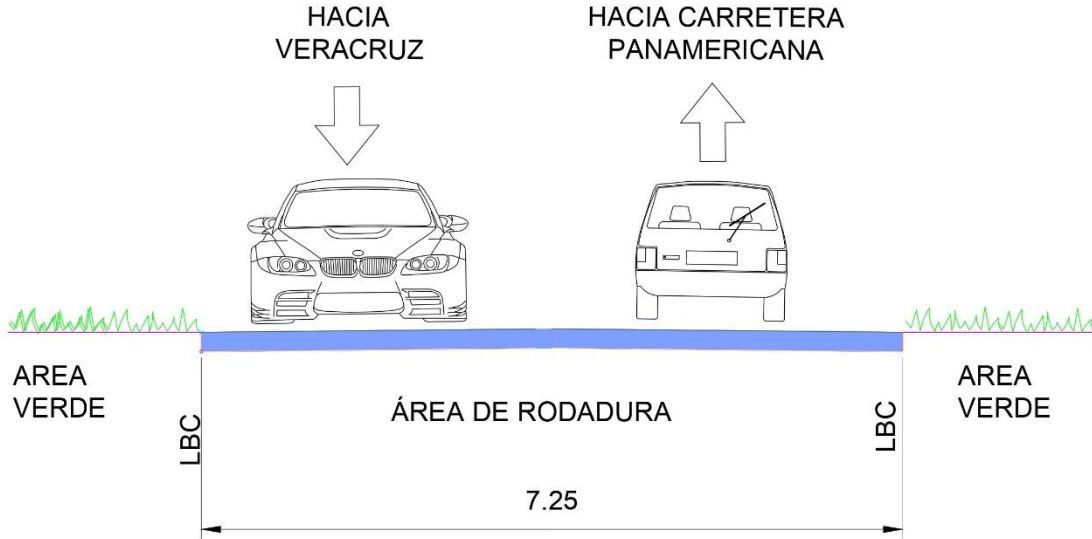 HACIA
VERACRUZ
HACIA CARRETERA
PANAMERICANA
AREA
VERDE
LBC
ÁREA DE RODADURA
LBC
AREA
VERDE
7.25